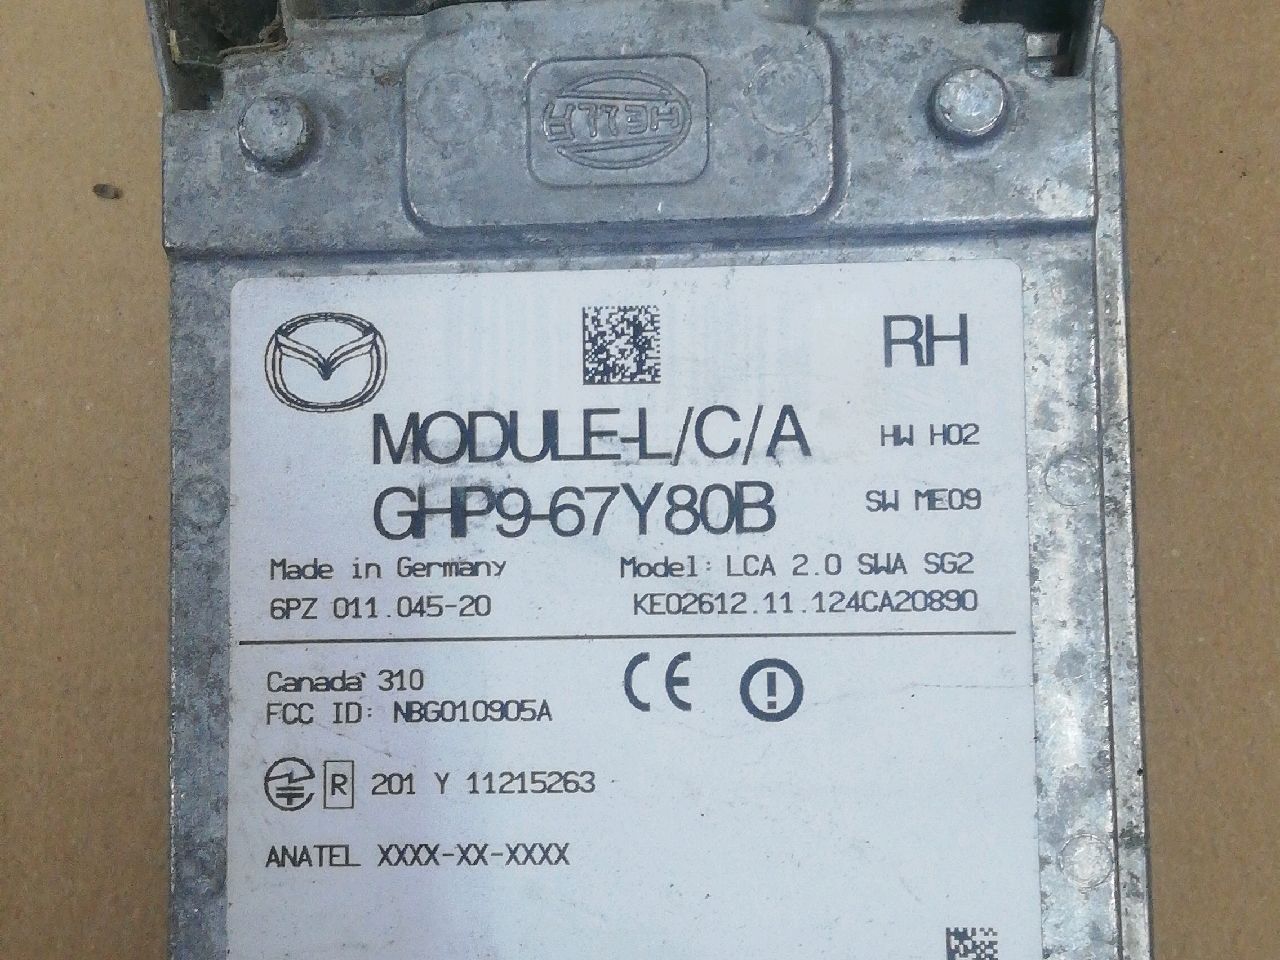 HELLA
RH
MODULE-L/C/A
HW H02
GHP9-67Y80B
SW ME09
Made in Germany
Model: LCA 2.0 SWA SG2
6PZ 011.045-20
KE02612.11.124CA20890
Canada 310
CE
FCC ID: NBG010905A
R 201 Y 11215263
ANATEL XXXX-XX-XXXX